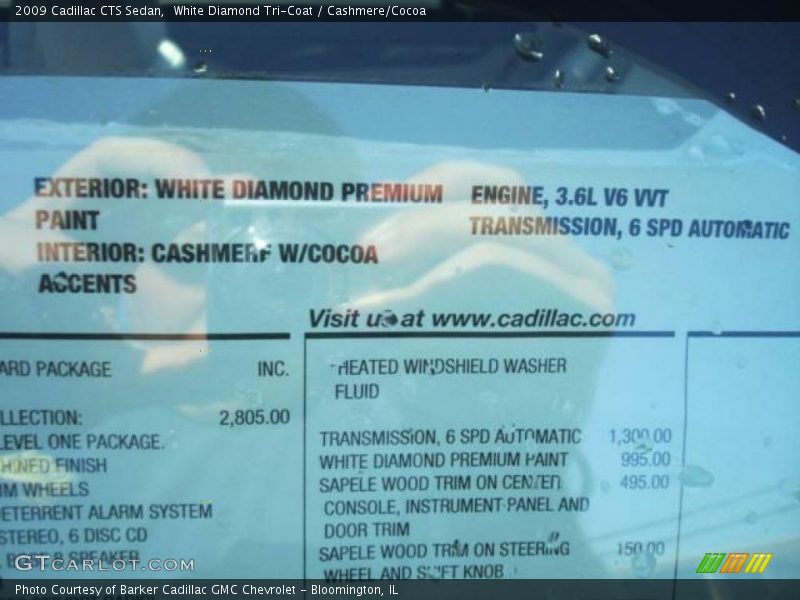 2009 Cadillac CTS Sedan,  White Diamond Tri-Coat / Cashmere/Cocoa
EXTERIOR: WHITE DIAMOND PREMIUM
PAINT
INTERIOR: CASHMERE W/COCOA
ACCENTS
ENGINE, 3.6L V6 VVT
TRANSMISSION, 6 SPD AUTOMATIC
Visit us at www.cadillac.com
ARD PACKAGE INC.
LLECTION: 2,805.00
LEVEL ONE PACKAGE.
HINED FINISH
IM WHEELS
ETERRENT ALARM SYSTEM
STEREO, 6 DISC CD
SPEAKER
HEATED WINDSHIELD WASHER
FLUID
TRANSMISSION, 6 SPD AUTOMATIC 1,300.00
WHITE DIAMOND PREMIUM PAINT 995.00
SAPELE WOOD TRIM ON CENTER 495.00
CONSOLE, INSTRUMENT PANEL AND
DOOR TRIM
SAPELE WOOD TRIM ON STEERING 150.00
WHEEL AND SHIFT KNOB
GTCARLOT.COM
Photo Courtesy of Barker Cadillac GMC Chevrolet - Bloomington, IL